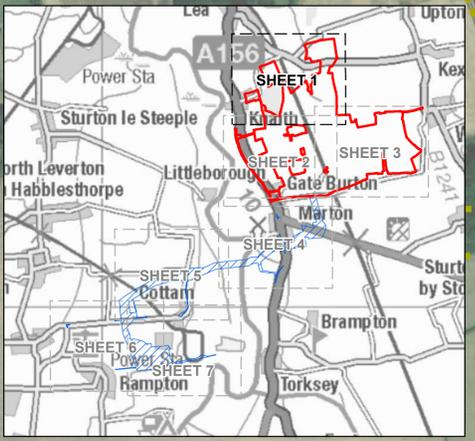 Lea
Upton
A156
Kex
Power Sta
SHEET 1
Sturton le Steeple
Knaith
SHEET 2
SHEET 3
orth Leverton
Habblesthorpe
Littleborough
Gate Burton
B1241
Marton
SHEET 4
SHEET 5
Cottam
Sturt
by Sto
Brampton
SHEET 6
Power Sta
SHEET 7
Rampton
Torksey